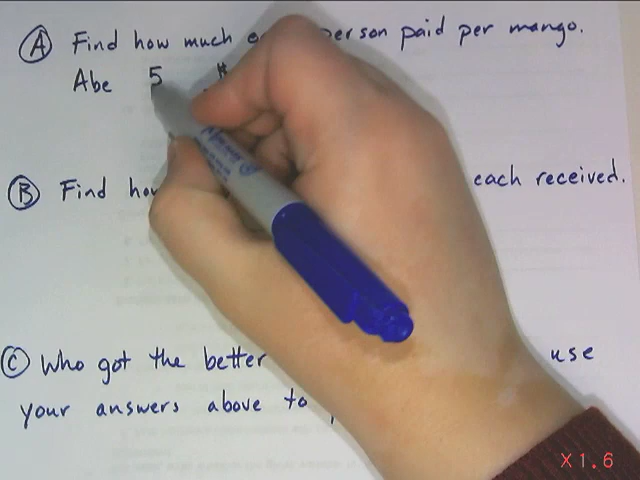 A Find how much person paid per mango.
Abe 5
B Find how each received.
C Who got the better use
your answers above to
X1.6